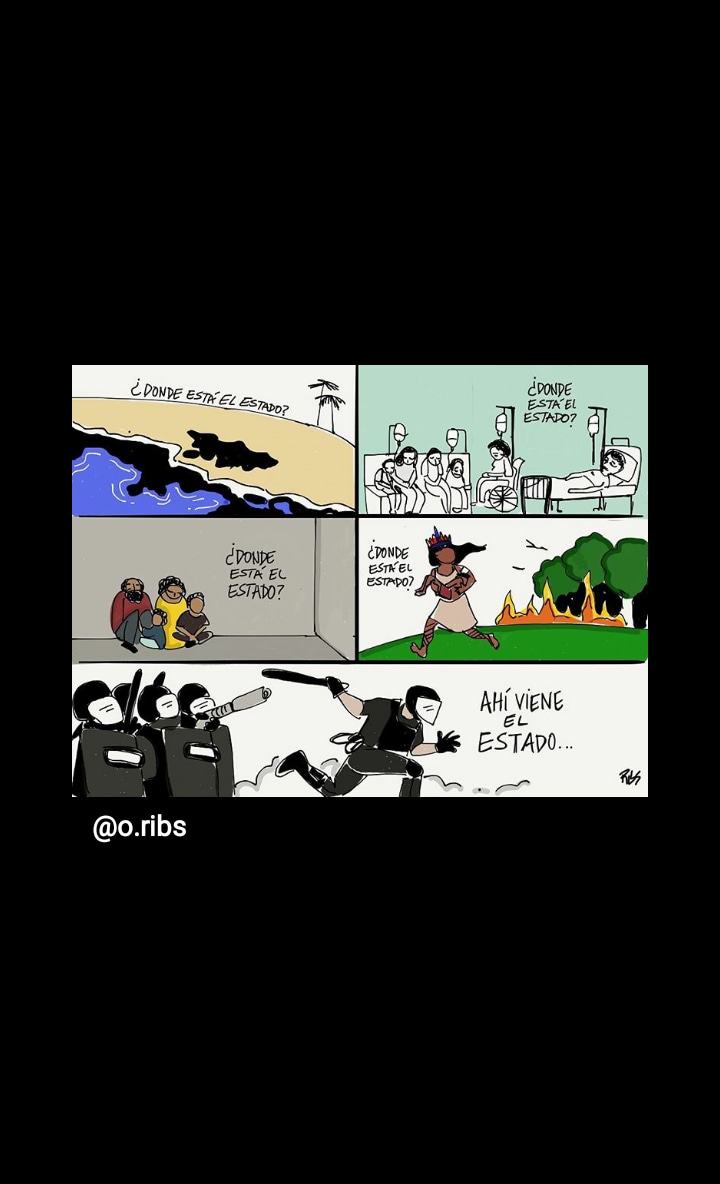 ¿DONDE ESTÁ EL ESTADO?
¿DONDE
ESTÁ EL
ESTADO?
¿DONDE
ESTÁ EL
ESTADO?
¿DONDE
ESTÁ EL
ESTADO?
AHÍ VIENE
EL
ESTADO...
RIBS
@o.ribs